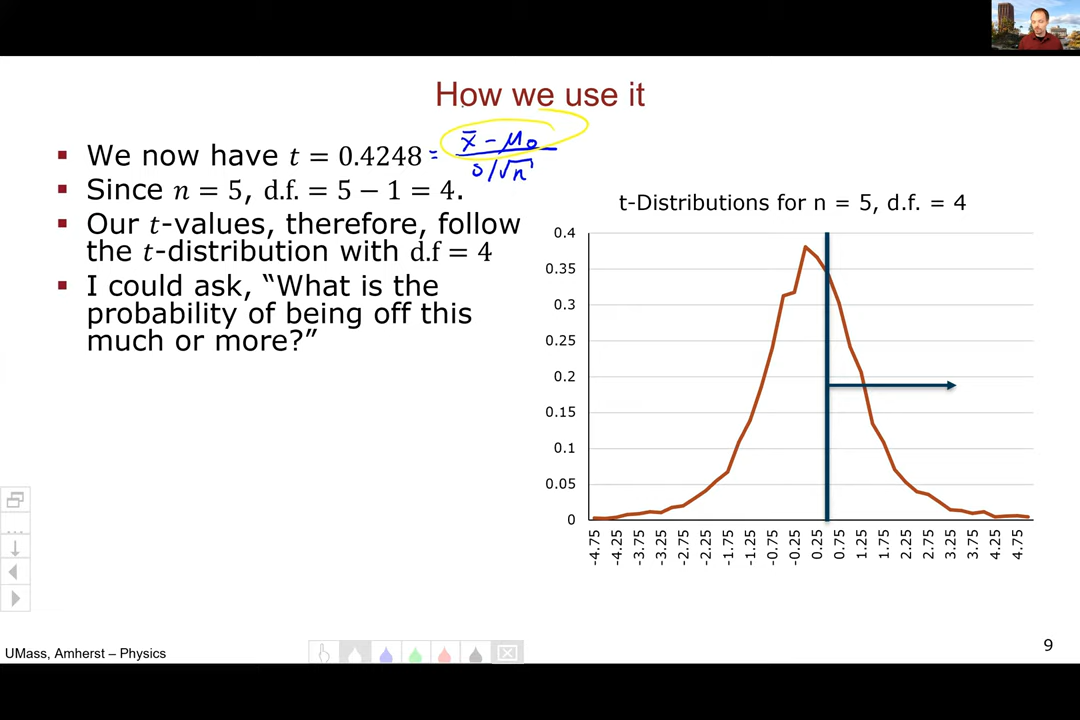 How we use it
▪ We now have 𝑡 = 0.4248 = x̄ − μ₀ / s/√n
▪ Since 𝑛 = 5, d.f. = 5 − 1 = 4.
▪ Our 𝑡-values, therefore, follow
the 𝑡-distribution with d.f = 4
▪ I could ask, “What is the
probability of being off this
much or more?”
t-Distributions for n = 5, d.f. = 4
0.4
0.35
0.3
0.25
0.2
0.15
0.1
0.05
0
-4.75 -4.25 -3.75 -3.25 -2.75 -2.25 -1.75 -1.25 -0.75 -0.25 0.25 0.75 1.25 1.75 2.25 2.75 3.25 3.75 4.25 4.75
UMass, Amherst – Physics
9